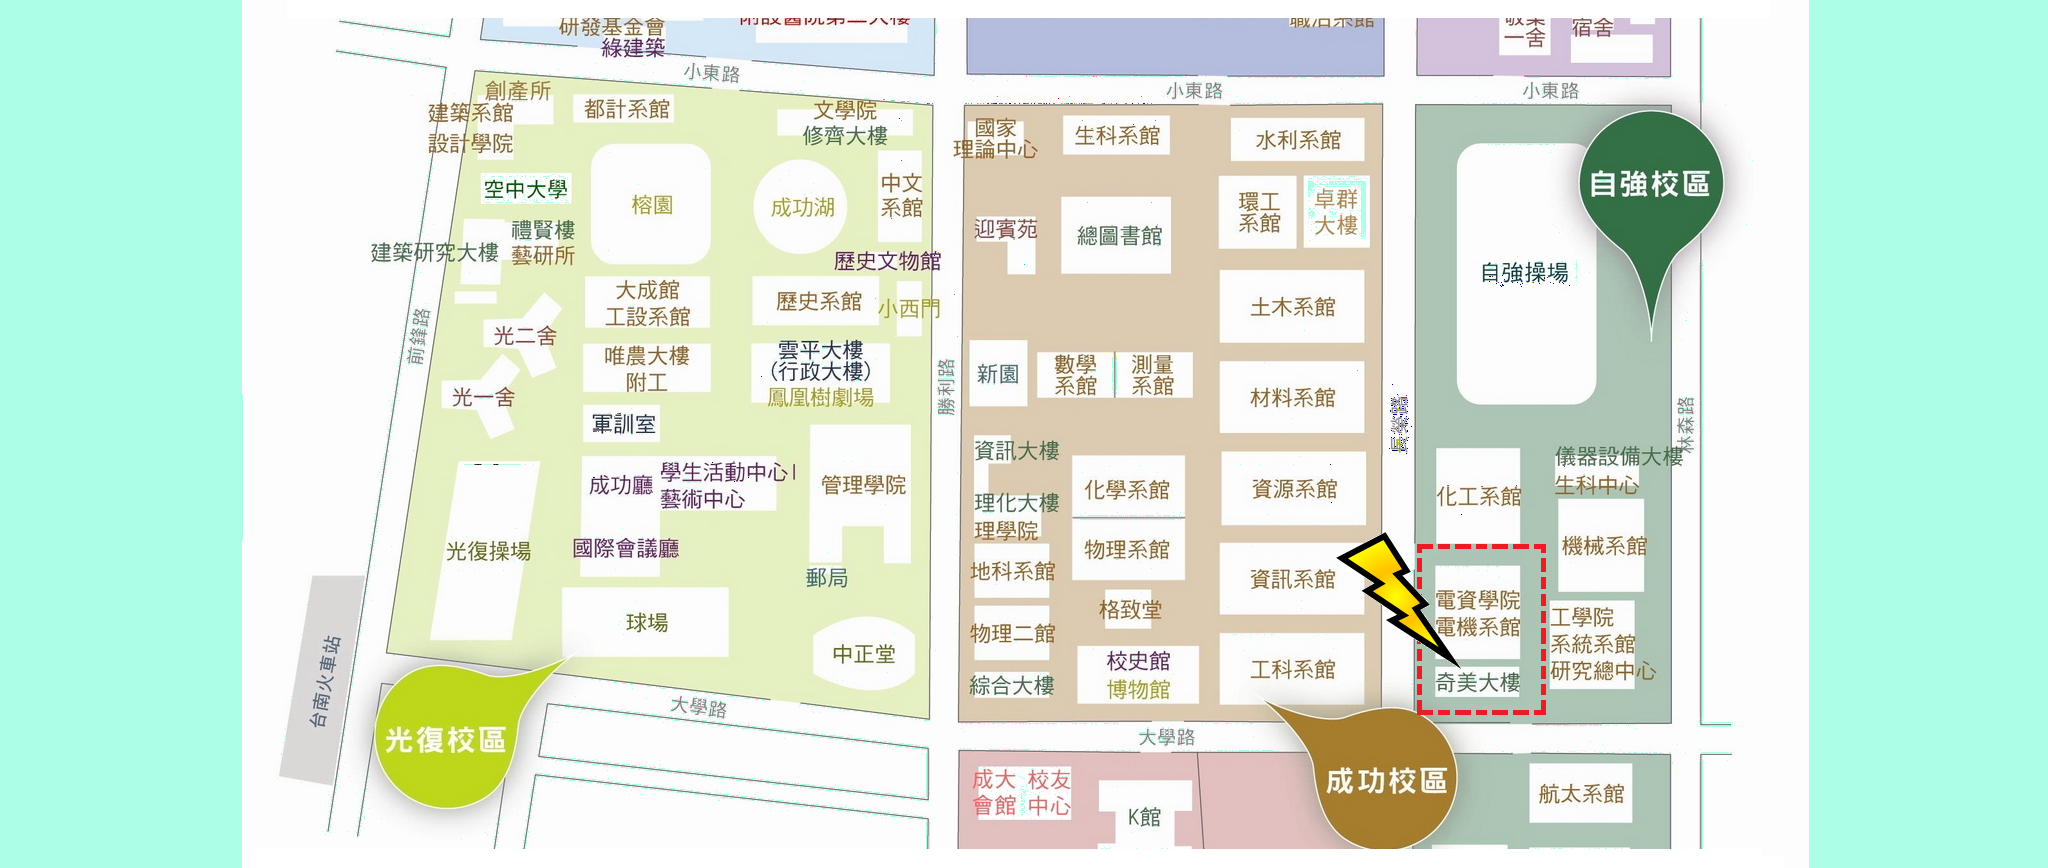 研發基金會
綠建築
附設醫院第二大樓
職治系館
敬業
一舍
宿舍
小東路
小東路
小東路
創產所
建築系館
設計學院
都計系館
文學院
修齊大樓
空中大學
榕園
成功湖
中文
系館
禮賢樓
藝研所
建築研究大樓
歷史文物館
大成館
工設系館
歷史系館
小西門
光二舍
唯農大樓
附工
雲平大樓
(行政大樓)
鳳凰樹劇場
光一舍
軍訓室
前鋒路
成功廳
學生活動中心|
藝術中心
管理學院
光復操場
國際會議廳
郵局
球場
中正堂
台南火車站
光復校區
大學路
勝利路
國家
理論中心
生科系館
水利系館
迎賓苑
總圖書館
環工
系館
卓群
大樓
土木系館
新園
數學
系館
測量
系館
材料系館
資訊大樓
理化大樓
理學院
化學系館
資源系館
地科系館
物理系館
資訊系館
格致堂
物理二館
綜合大樓
校史館
博物館
工科系館
大學路
成功校區
成大
會館
校友
中心
K館
自強校區
自強操場
林森路
儀器設備大樓
生科中心
化工系館
機械系館
電資學院
電機系館
奇美大樓
工學院
系統系館
研究總中心
航太系館